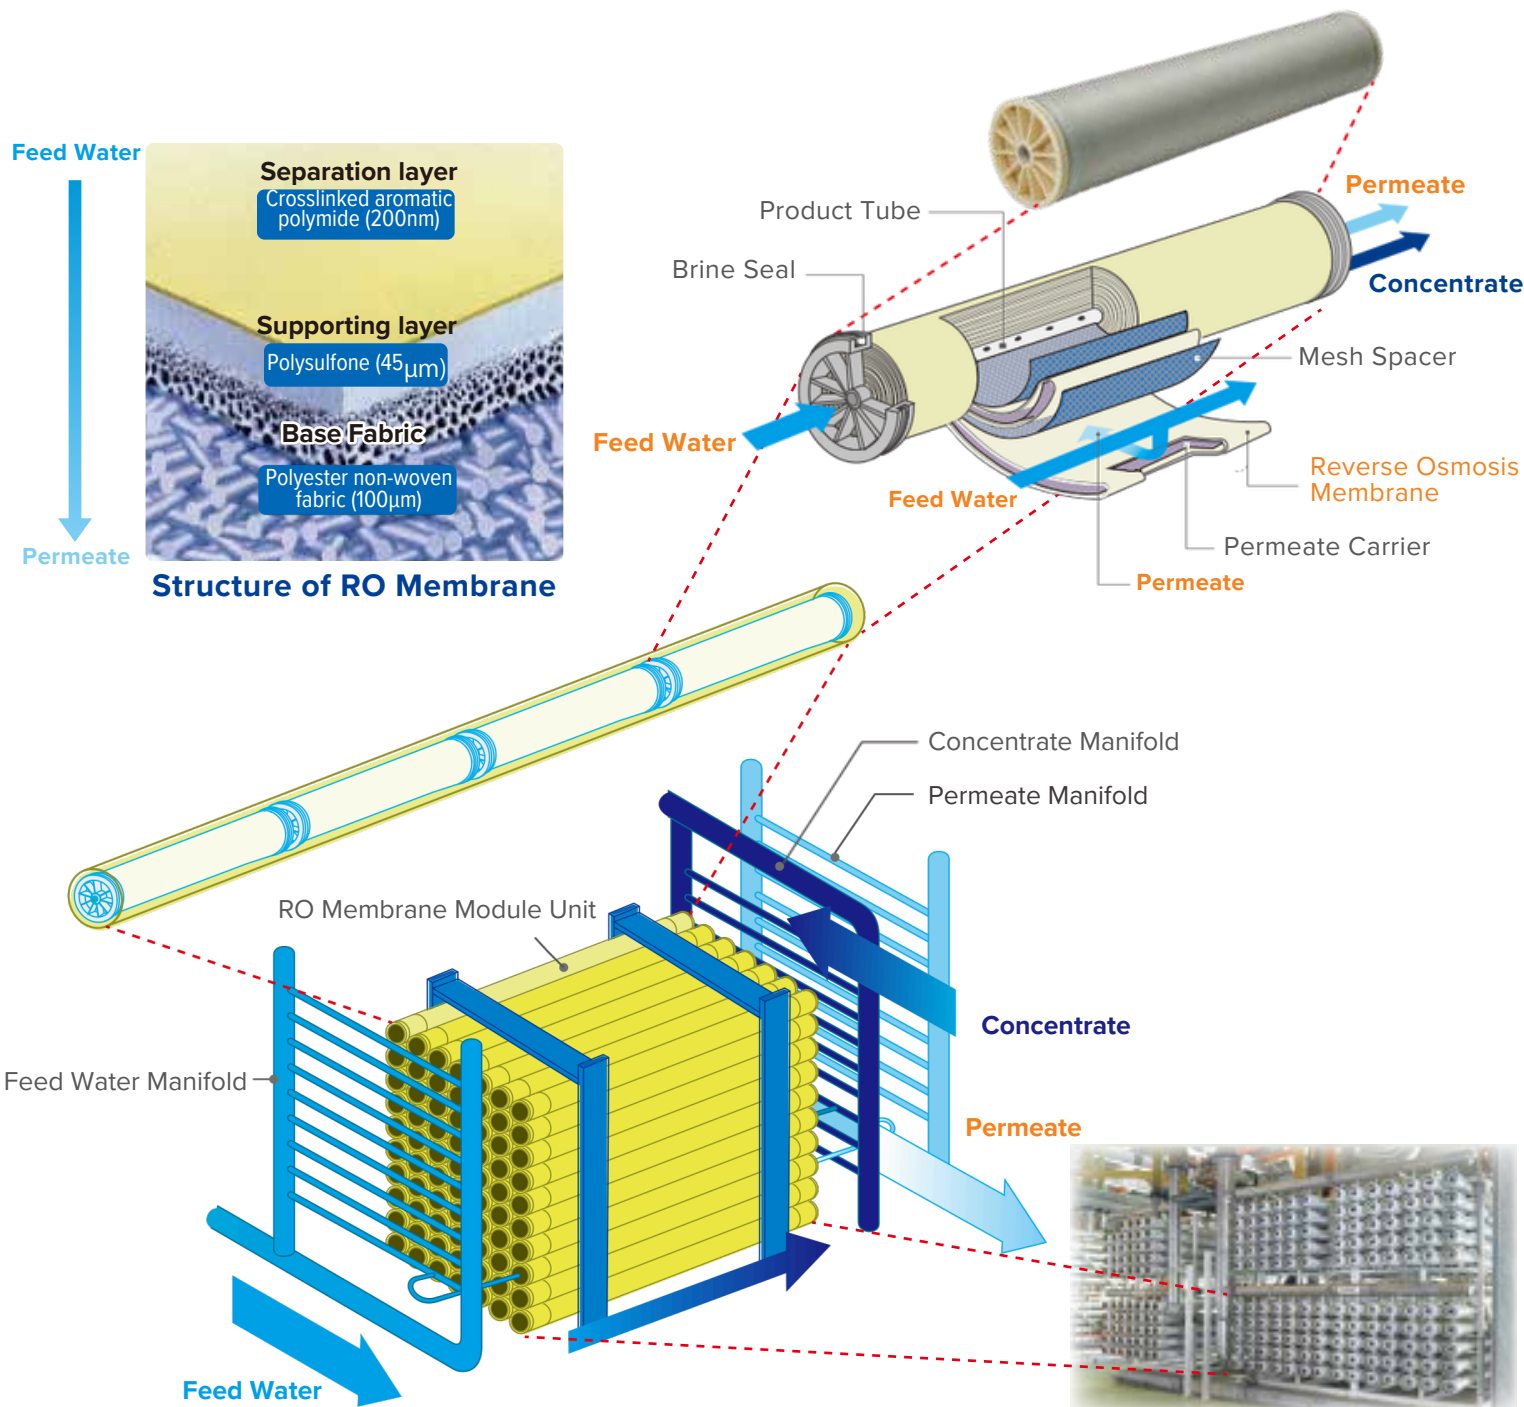 Feed Water
Separation layer
Crosslinked aromatic
polymide (200nm)
Supporting layer
Polysulfone (45μm)
Base Fabric
Polyester non-woven
fabric (100μm)
Permeate
Structure of RO Membrane
Product Tube
Brine Seal
Permeate
Concentrate
Mesh Spacer
Feed Water
Feed Water
Reverse Osmosis
Membrane
Permeate Carrier
Permeate
Concentrate Manifold
Permeate Manifold
RO Membrane Module Unit
Concentrate
Feed Water Manifold
Permeate
Feed Water